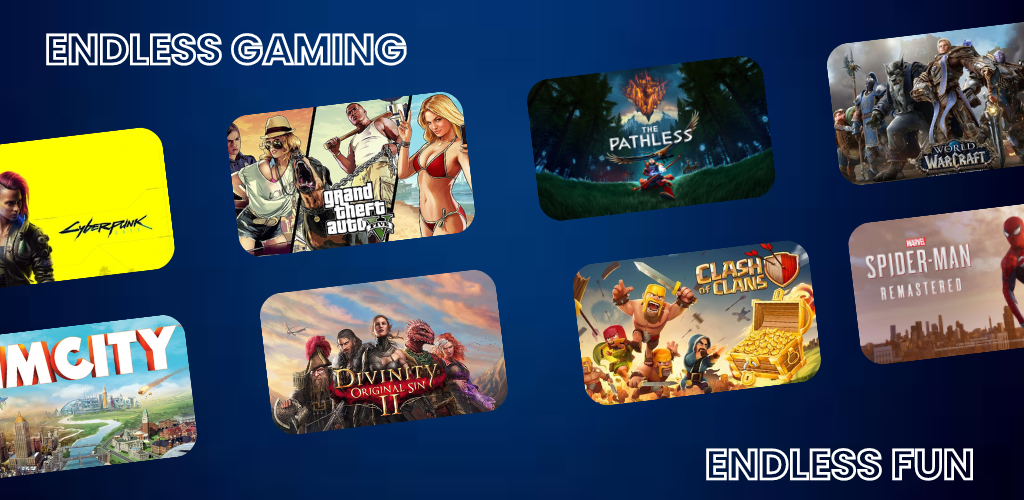 ENDLESS GAMING
CYBERPUNK
grand
theft
auto V
THE
PATHLESS
WORLD
OF
WARCRAFT
MCITY
DIVINITY
ORIGINAL SIN
II
CLASH
OF CLANS
MARVEL
SPIDER-MAN
REMASTERED
ENDLESS FUN